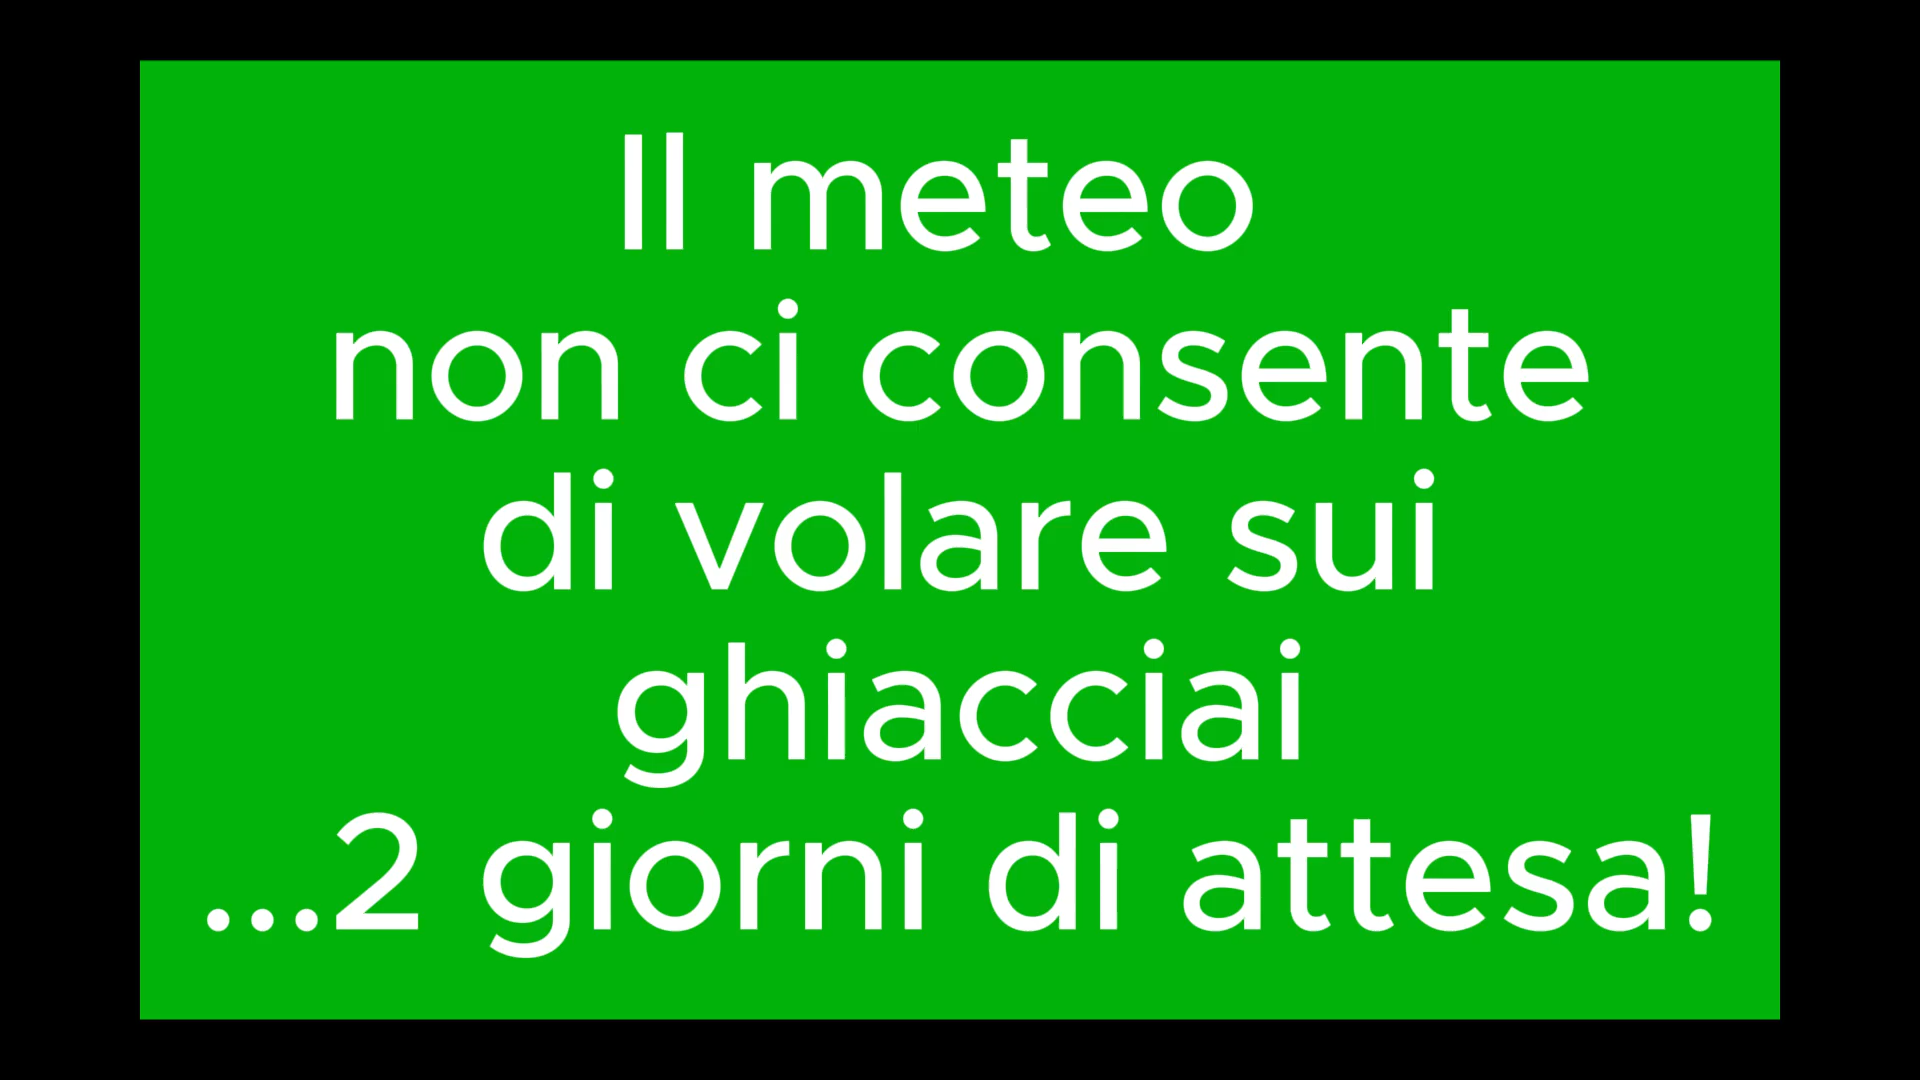 Il meteo
non ci consente
di volare sui
ghiacciai
...2 giorni di attesa!